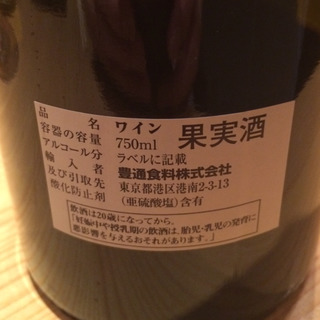 品名 ワイン 果実酒
容器の容量 750ml
アルコール分 ラベルに記載
輸入者 豊通食料株式会社
及び引取先 東京都港区港南2-3-13
酸化防止剤 (亜硫酸塩)含有
飲酒は20歳になってから。
「妊娠中や授乳期の飲酒は、胎児・乳児の発育に
悪影響を与えるおそれがあります。」